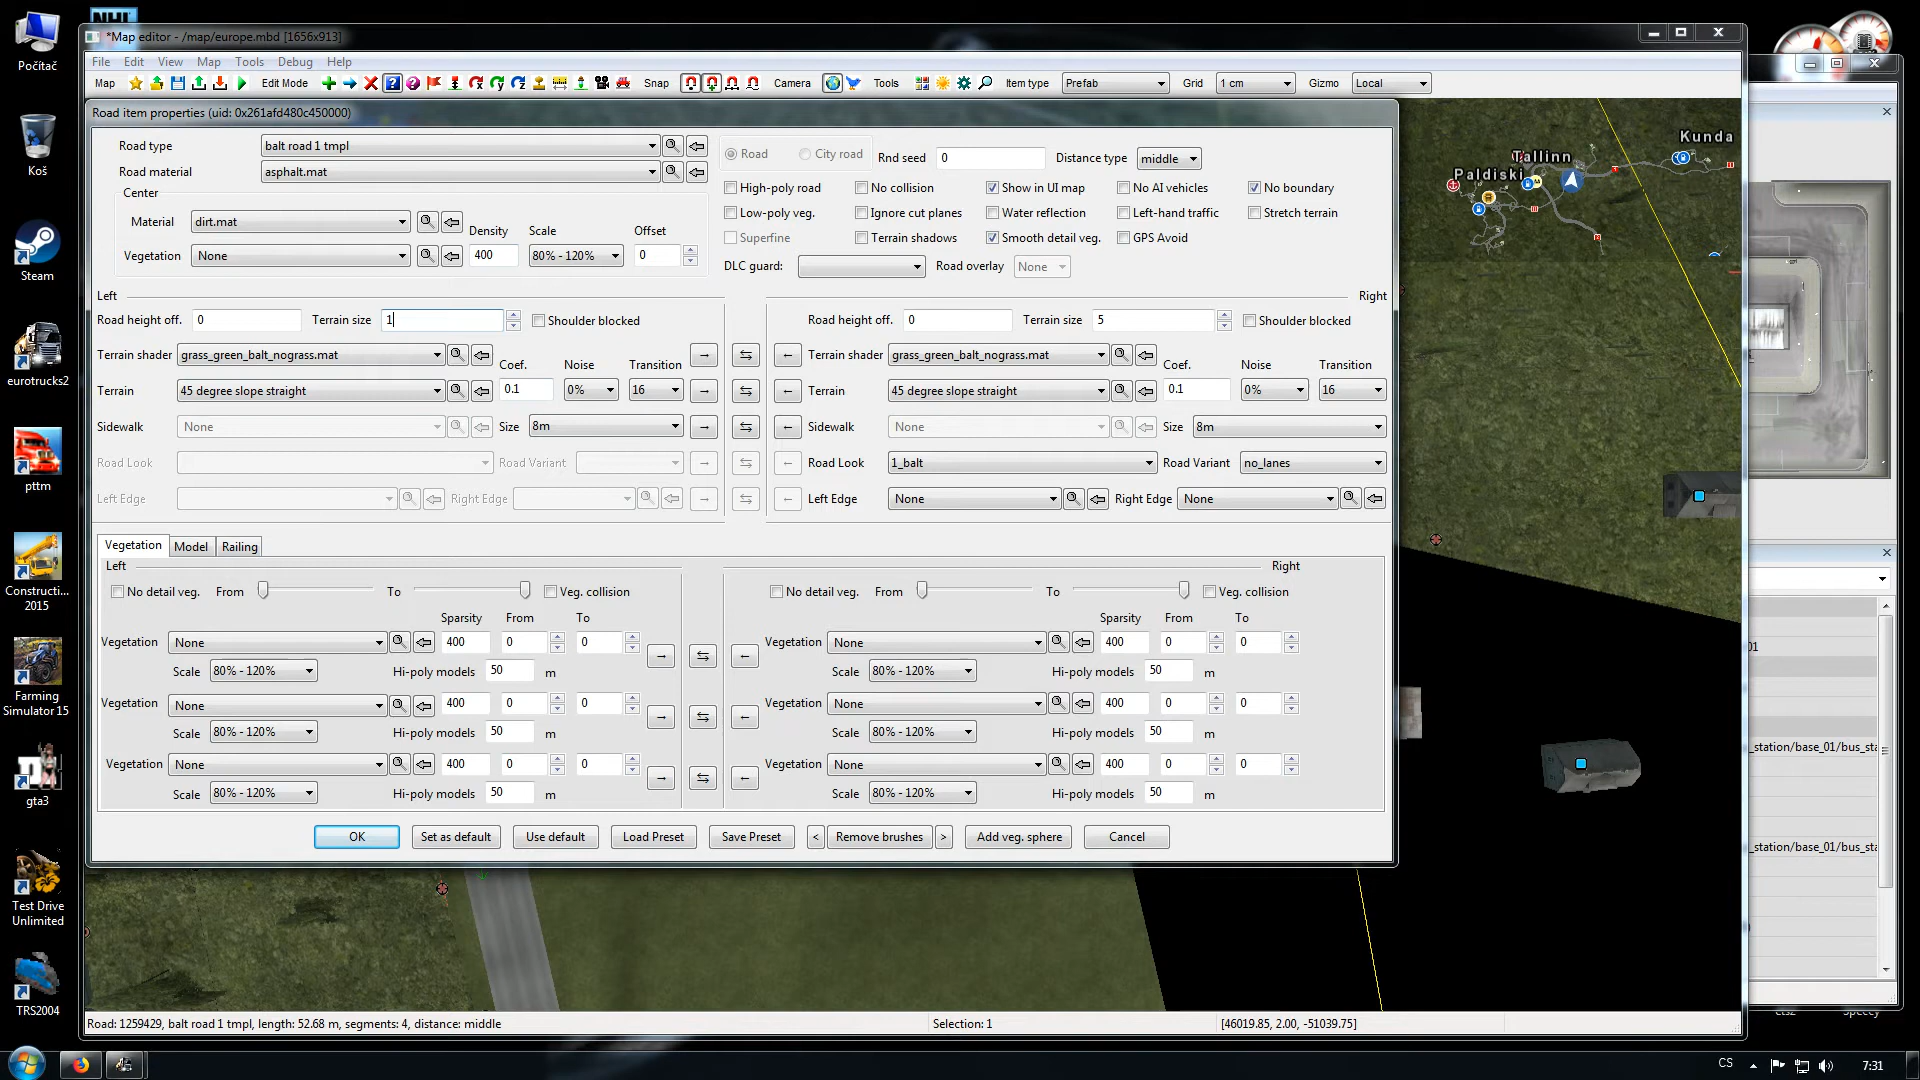 Počítač
Koš
Steam
eurotrucks2
pttm
Constructi...
2015
Farming
Simulator 15
gta3
Test Drive
Unlimited
TRS2004
*Map editor - /map/europe.mbd [1656x913]
File Edit View Map Tools Debug Help
Map Edit Mode Snap Camera Tools Item type Prefab Grid 1 cm Gizmo Local
Road item properties (uid: 0x261afd480c450000)
Road type balt road 1 tmpl
Road material asphalt.mat
Center
Material dirt.mat
Density Scale Offset
Vegetation None 400 80% - 120% 0
Road City road Rnd seed 0 Distance type middle
High-poly road No collision Show in UI map No AI vehicles No boundary
Low-poly veg. Ignore cut planes Water reflection Left-hand traffic Stretch terrain
Superfine Terrain shadows Smooth detail veg. GPS Avoid
DLC guard: Road overlay None
Left
Road height off. 0 Terrain size 1 Shoulder blocked
Terrain shader grass_green_balt_nograss.mat
Coef. Noise Transition
Terrain 45 degree slope straight 0.1 0% 16
Sidewalk None Size 8m
Road Look Road Variant
Left Edge Right Edge
Right
Road height off. 0 Terrain size 5 Shoulder blocked
Terrain shader grass_green_balt_nograss.mat
Coef. Noise Transition
Terrain 45 degree slope straight 0.1 0% 16
Sidewalk None Size 8m
Road Look 1_balt Road Variant no_lanes
Left Edge None Right Edge None
Vegetation Model Railing
Left
No detail veg. From To Veg. collision
Sparsity From To
Vegetation None 400 0 0
Scale 80% - 120% Hi-poly models 50 m
Vegetation None 400 0 0
Scale 80% - 120% Hi-poly models 50 m
Vegetation None 400 0 0
Scale 80% - 120% Hi-poly models 50 m
Right
No detail veg. From To Veg. collision
Sparsity From To
Vegetation None 400 0 0
Scale 80% - 120% Hi-poly models 50 m
Vegetation None 400 0 0
Scale 80% - 120% Hi-poly models 50 m
Vegetation None 400 0 0
Scale 80% - 120% Hi-poly models 50 m
OK Set as default Use default Load Preset Save Preset < Remove brushes > Add veg. sphere Cancel
Kunda
Tallinn
Paldiski
01
_station/base_01/bus_sta
_station/base_01/bus_sta
Road: 1259429, balt road 1 tmpl, length: 52.68 m, segments: 4, distance: middle
Selection: 1
[46019.85, 2.00, -51039.75]
CS
7:31